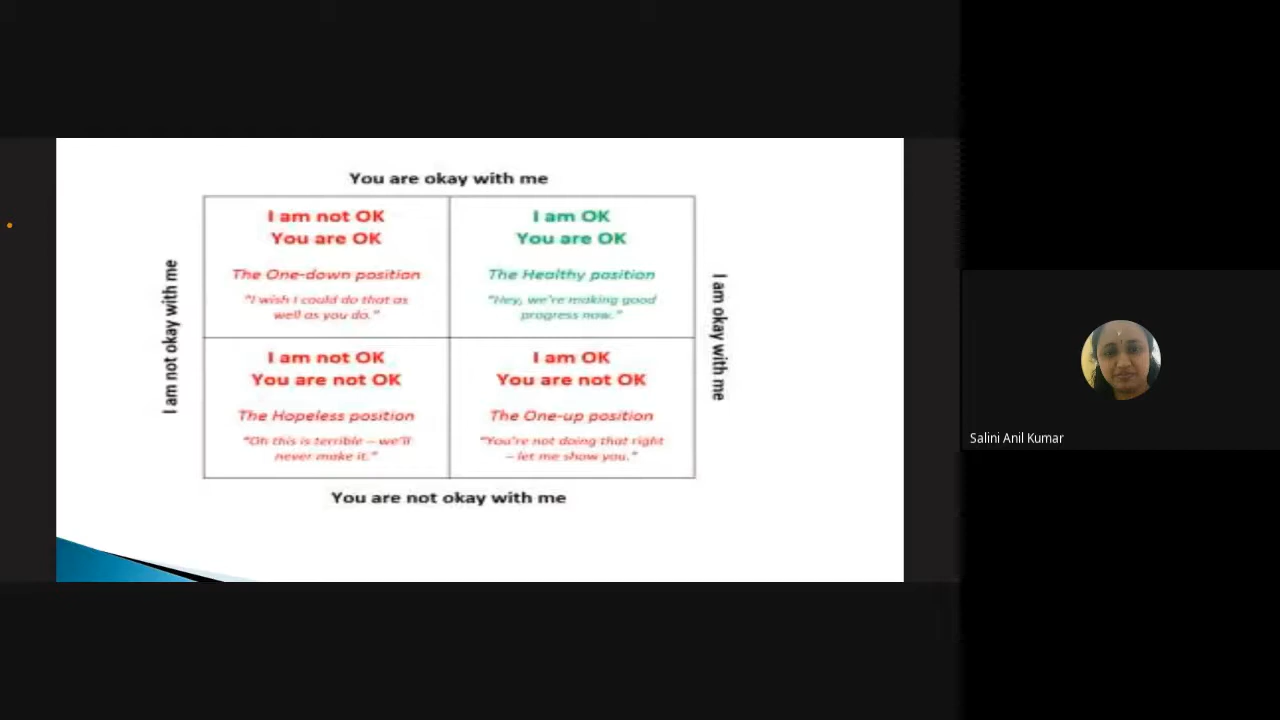 You are okay with me
I am not OK
You are OK
The One-down position
"I wish I could do that as
well as you do."
I am OK
You are OK
The Healthy position
"Hey, we're making good
progress now."
I am not okay with me
I am okay with me
I am not OK
You are not OK
The Hopeless position
"Oh this is terrible – we'll
never make it."
I am OK
You are not OK
The One-up position
"You're not doing that right
– let me show you."
You are not okay with me
Salini Anil Kumar